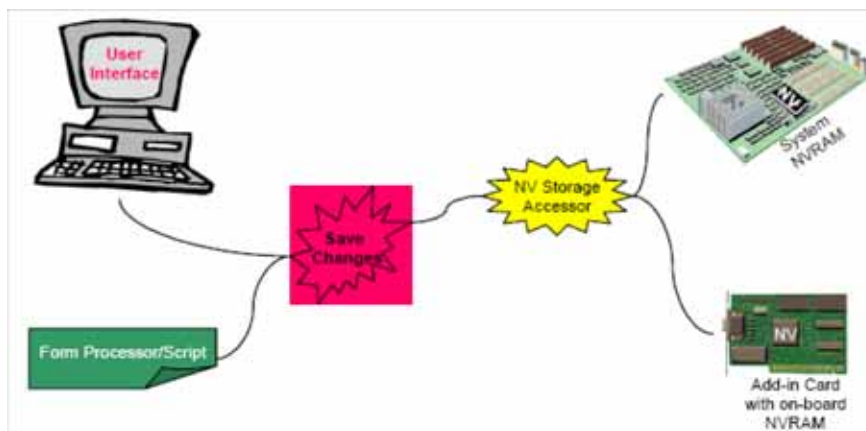 User
Interface
NV
System
NVRAM
NV Storage
Accessor
Save
Changes
Form Processor/Script
NV
Add-in Card
with on-board
NVRAM